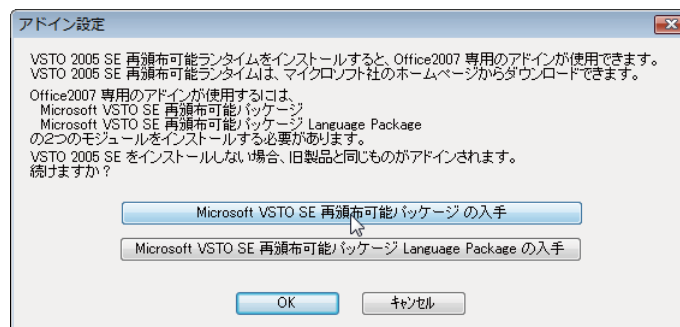 アドイン設定
VSTO 2005 SE 再頒布可能ランタイムをインストールすると、Office2007 専用のアドインが使用できます。
VSTO 2005 SE 再頒布可能ランタイムは、マイクロソフト社のホームページからダウンロードできます。
Office2007 専用のアドインが使用するには、
Microsoft VSTO SE 再頒布可能パッケージ
Microsoft VSTO SE 再頒布可能パッケージ Language Package
の2つのモジュールをインストールする必要があります。
VSTO 2005 SE をインストールしない場合、旧製品と同じものがアドインされます。
続けますか？
Microsoft VSTO SE 再頒布可能パッケージ の入手
Microsoft VSTO SE 再頒布可能パッケージ Language Package の入手
OK
キャンセル